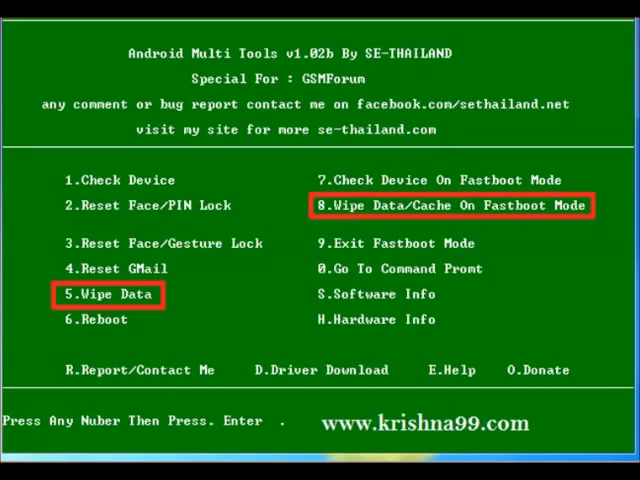 Android Multi Tools v1.02b By SE-THAILAND
Special For : GSMForum
any comment or bug report contact me on facebook.com/sethailand.net
visit my site for more se-thailand.com
1.Check Device 7.Check Device On Fastboot Mode
2.Reset Face/PIN Lock 8.Wipe Data/Cache On Fastboot Mode
3.Reset Face/Gesture Lock 9.Exit Fastboot Mode
4.Reset GMail 0.Go To Command Promt
5.Wipe Data S.Software Info
6.Reboot H.Hardware Info
R.Report/Contact Me D.Driver Download E.Help O.Donate
Press Any Nuber Then Press. Enter . www.krishna99.com